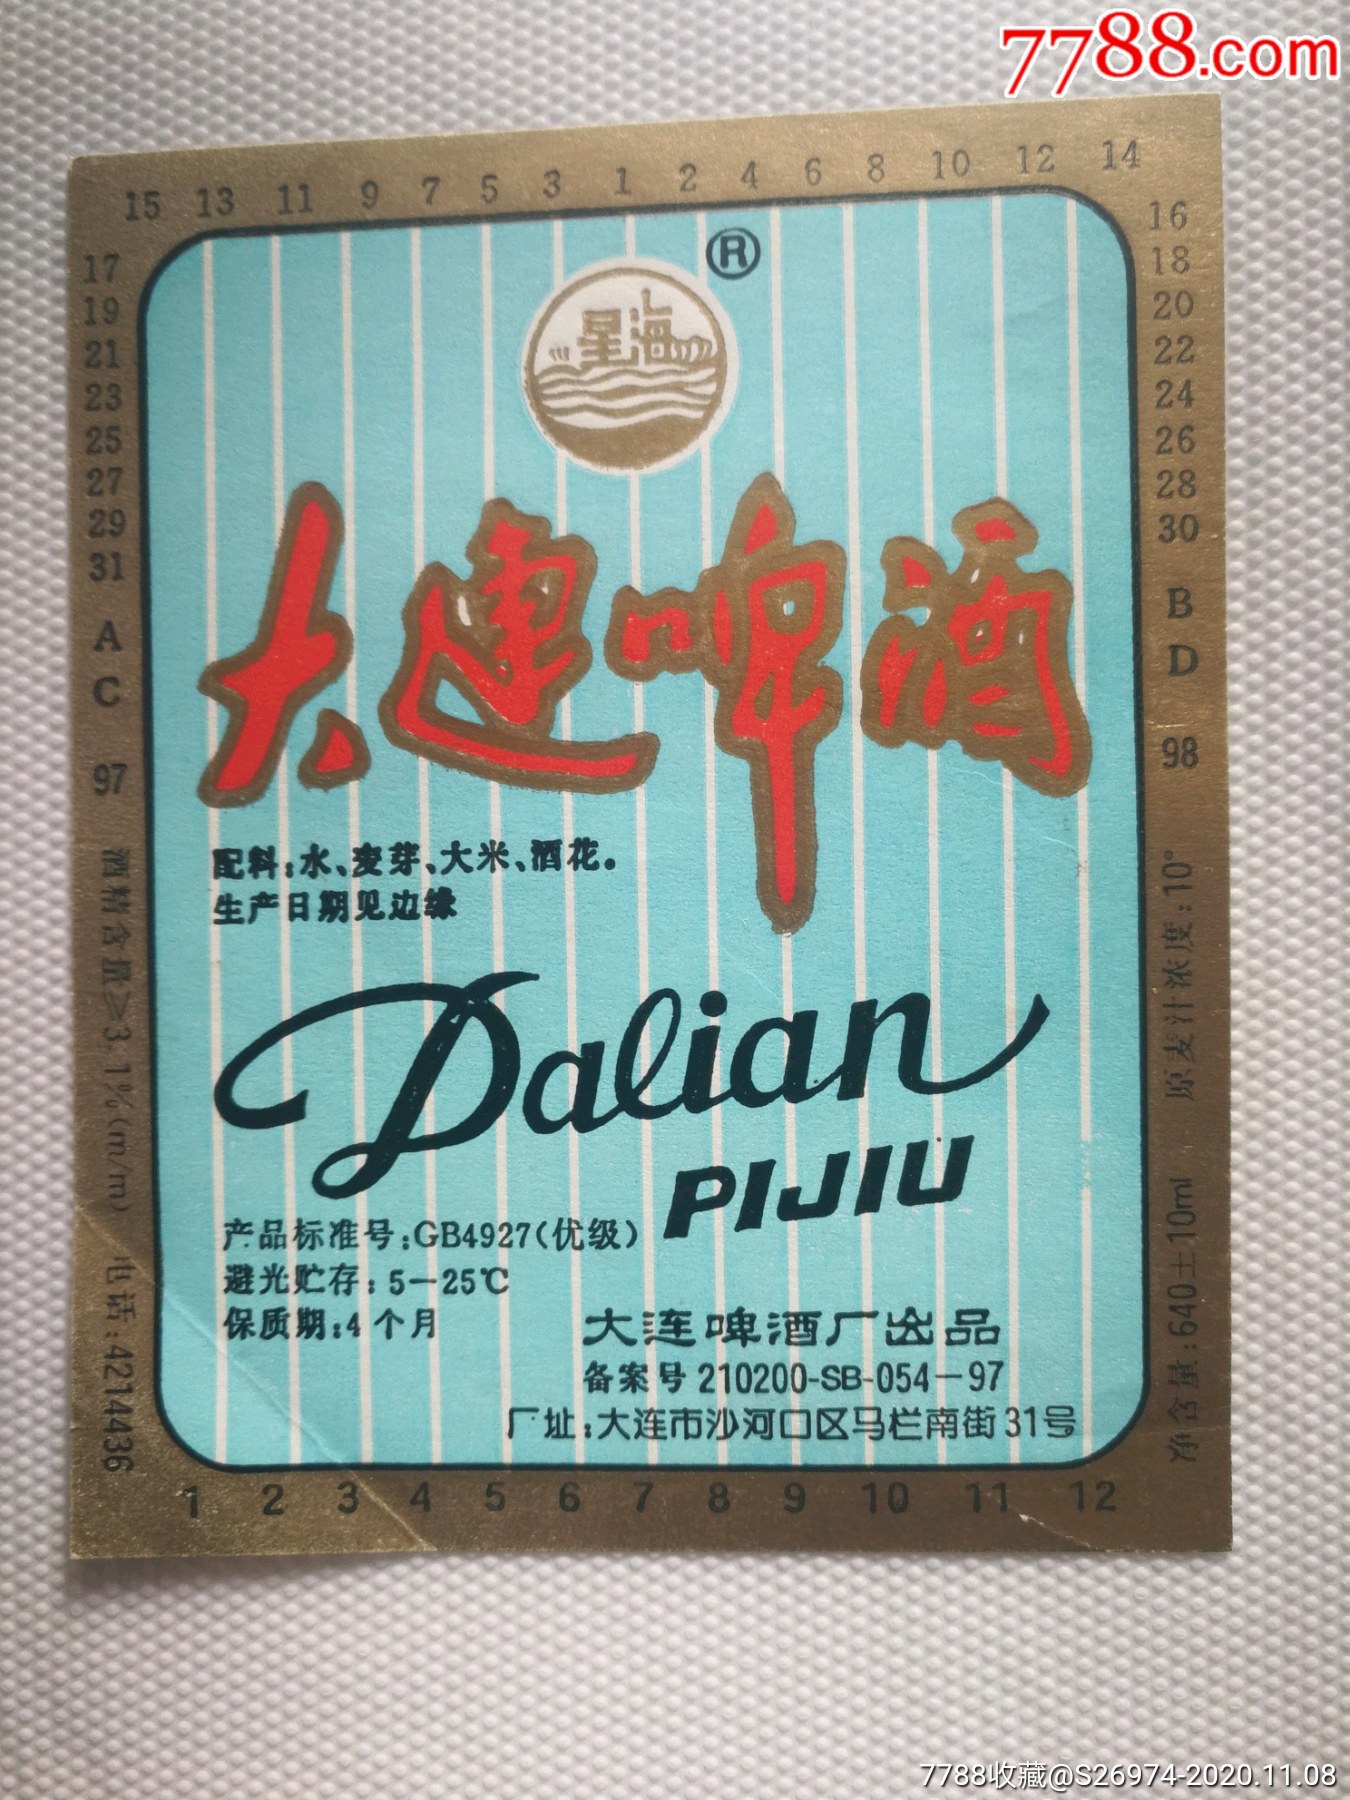 7788.com
15 13 11 9 7 5 3 1 2 4 6 8 10 12 14
17
19
21
23
25
27
29
31
A
C
97
酒精含量≥3.1%(m/m) 电话:4214436
16
18
20
22
24
26
28
30
B
D
98
原麦汁浓度:10° 净含量:640±10ml
®
星海
大连啤酒
配料:水、麦芽、大米、酒花。
生产日期见边缘
Dalian
PIJIU
产品标准号:GB4927(优级)
避光贮存:5—25℃
保质期:4个月
大连啤酒厂出品
备案号210200-SB-054—97
厂址:大连市沙河口区马栏南街31号
1 2 3 4 5 6 7 8 9 10 11 12
7788收藏@S26974-2020.11.08